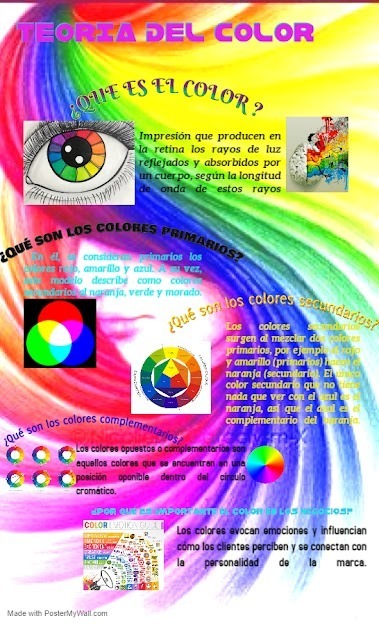 TEORIA DEL COLOR
¿QUE ES EL COLOR ?
Impresión que producen en
la retina los rayos de luz
reflejados y absorbidos por
un cuerpo, según la longitud
de onda de estos rayos
¿QUÉ SON LOS COLORES PRIMARIOS?
En él, se consideran primarios los
colores rojo, amarillo y azul. A su vez,
este modelo describe como colores
secundarios al naranja, verde y morado.
¿Qué son los colores secundarios?
Los colores secundarios
surgen al mezclar dos colores
primarios, por ejemplo, el rojo
y amarillo (primarios) hacen el
naranja (secundario). El único
color secundario que no tiene
nada que ver con el azul es el
naranja, así que el azul es el
complementario del naranja.
¿Qué son los colores complementarios?
Los colores opuestos o complementarios son
aquellos colores que se encuentran en una
posición oponible dentro del círculo
cromático.
¿POR QUÉ ES IMPORTANTE EL COLOR EN LOS NEGOCIOS?
COLOR EMOTION GUIDE
Los colores evocan emociones y influencian
cómo los clientes perciben y se conectan con
la personalidad de la marca.
Made with PosterMyWall.com